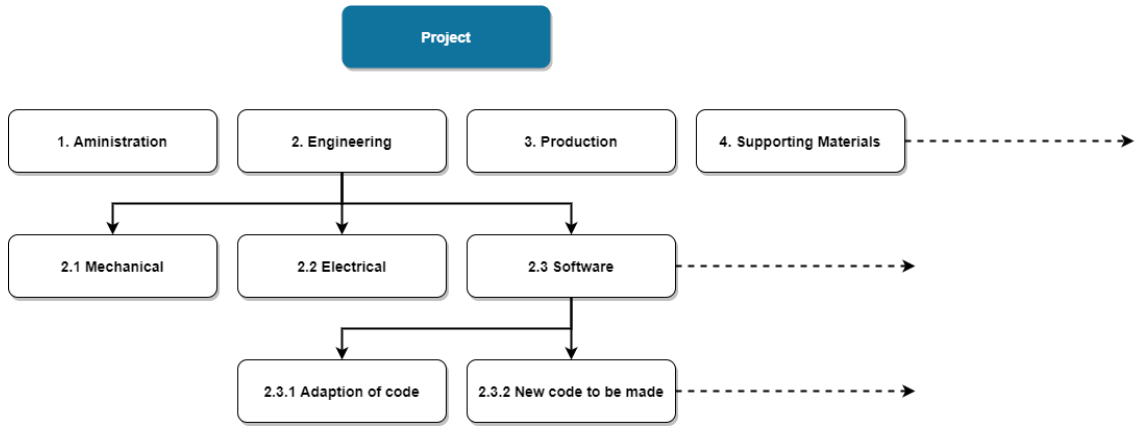 Project
1. Aministration
2. Engineering
3. Production
4. Supporting Materials
2.1 Mechanical
2.2 Electrical
2.3 Software
2.3.1 Adaption of code
2.3.2 New code to be made